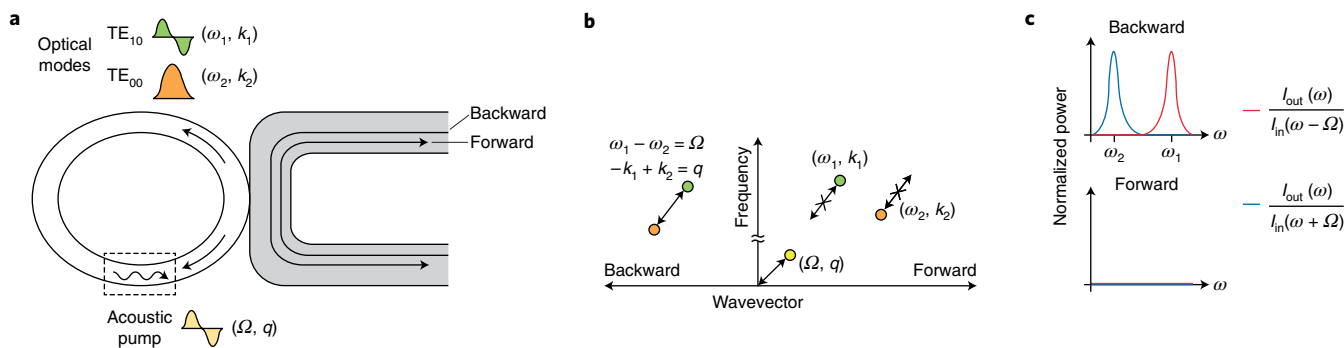 a
Optical
modes
TE10 (ω1, k1)
TE00 (ω2, k2)
Backward
Forward
Acoustic
pump
(Ω, q)
b
ω1 − ω2 = Ω
−k1 + k2 = q
Frequency
(ω1, k1)
(ω2, k2)
(Ω, q)
Backward
Forward
Wavevector
c
Normalized power
Backward
ω2
ω1
ω
Iout (ω)
Iin(ω − Ω)
Forward
ω
Iout (ω)
Iin(ω + Ω)